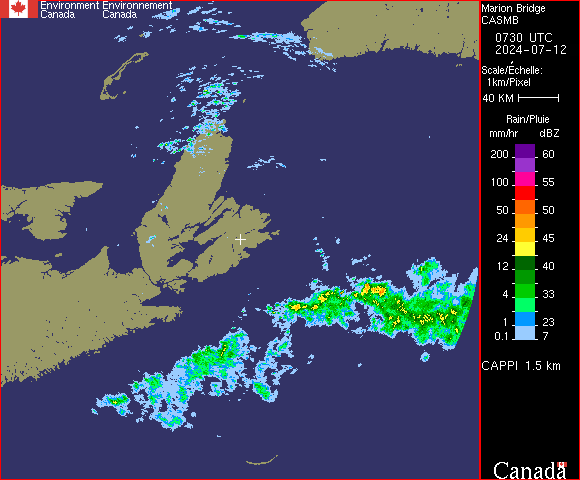 Environment Environnement
Canada Canada
Marion Bridge
CASMB
0730 UTC
2024-07-12
Scale/Échelle:
1km/Pixel
40 KM
Rain/Pluie
mm/hr dBZ
200 60
100 55
50 50
24 45
12 40
4 33
1 23
0.1 7
CAPPI 1.5 km
Canada